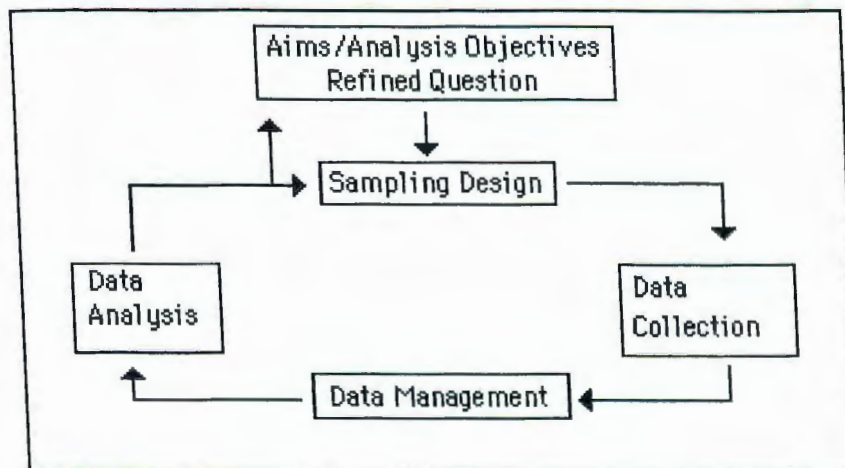 Aims/Analysis Objectives
Refined Question
Sampling Design
Data
Analysis
Data
Collection
Data Management